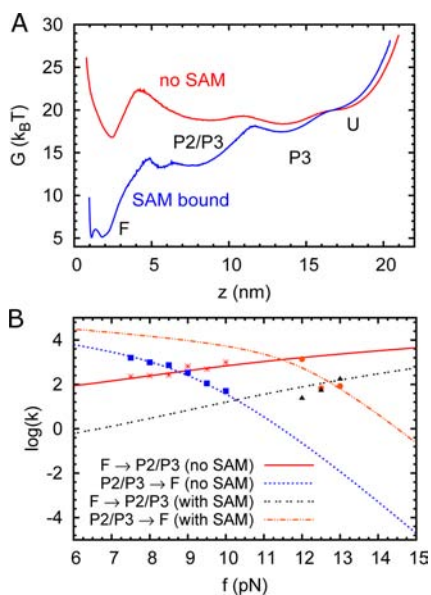 A
30
25
20
15
10
5
G (kBT)
no SAM
P2/P3
U
P3
SAM bound
F
0 5 10 15 20
z (nm)
B
4
2
0
-2
-4
log(k)
F → P2/P3 (no SAM)
P2/P3 → F (no SAM)
F → P2/P3 (with SAM)
P2/P3 → F (with SAM)
6 7 8 9 10 11 12 13 14 15
f (pN)